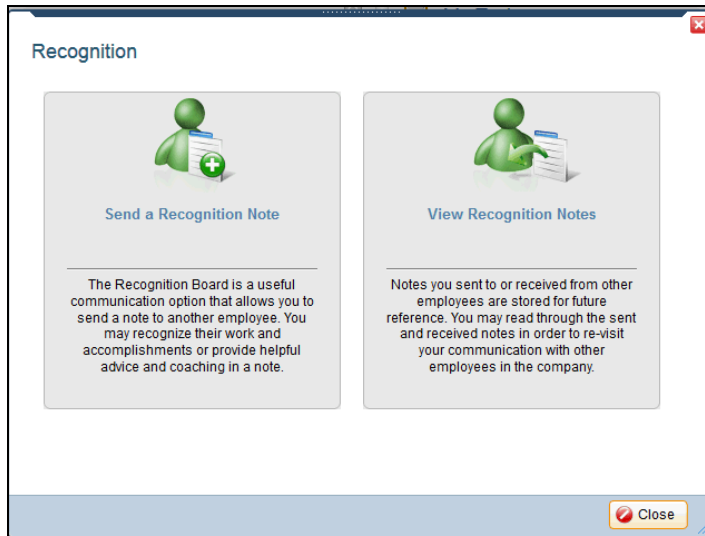 Recognition
Send a Recognition Note
The Recognition Board is a useful
communication option that allows you to
send a note to another employee. You
may recognize their work and
accomplishments or provide helpful
advice and coaching in a note.
View Recognition Notes
Notes you sent to or received from other
employees are stored for future
reference. You may read through the sent
and received notes in order to re-visit
your communication with other
employees in the company.
Close